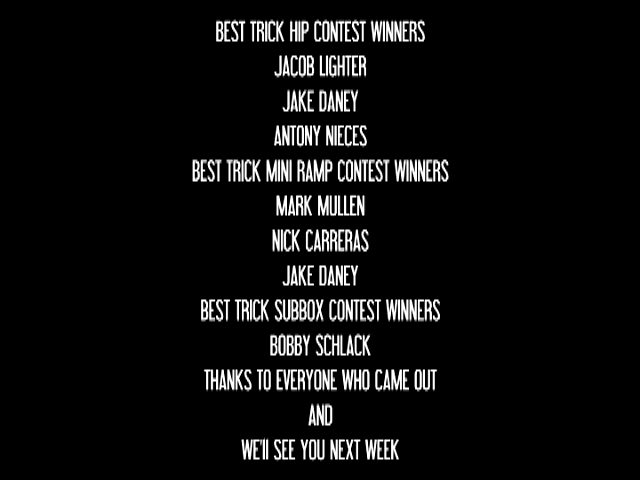 BEST TRICK HIP CONTEST WINNERS
JACOB LIGHTER
JAKE DANEY
ANTONY NIECES
BEST TRICK MINI RAMP CONTEST WINNERS
MARK MULLEN
NICK CARRERAS
JAKE DANEY
BEST TRICK SUBBOX CONTEST WINNERS
BOBBY SCHLACK
THANKS TO EVERYONE WHO CAME OUT
AND
WE'll SEE YOU NEXT WEEK